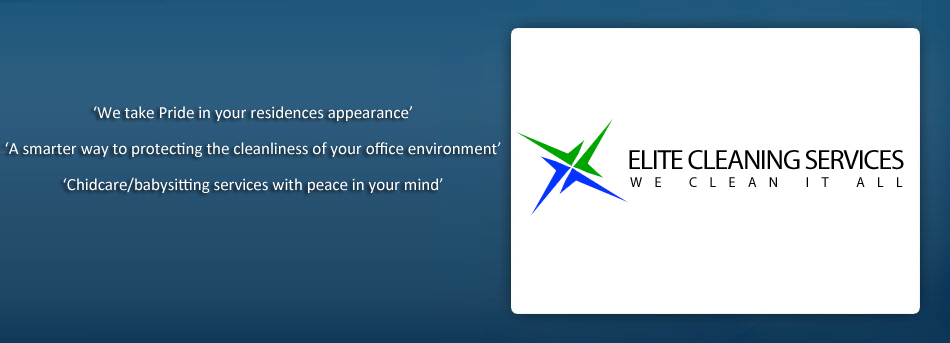 ‘We take Pride in your residences appearance’
‘A smarter way to protecting the cleanliness of your office environment’
‘Chidcare/babysitting services with peace in your mind’
ELITE CLEANING SERVICES
WE CLEAN IT ALL